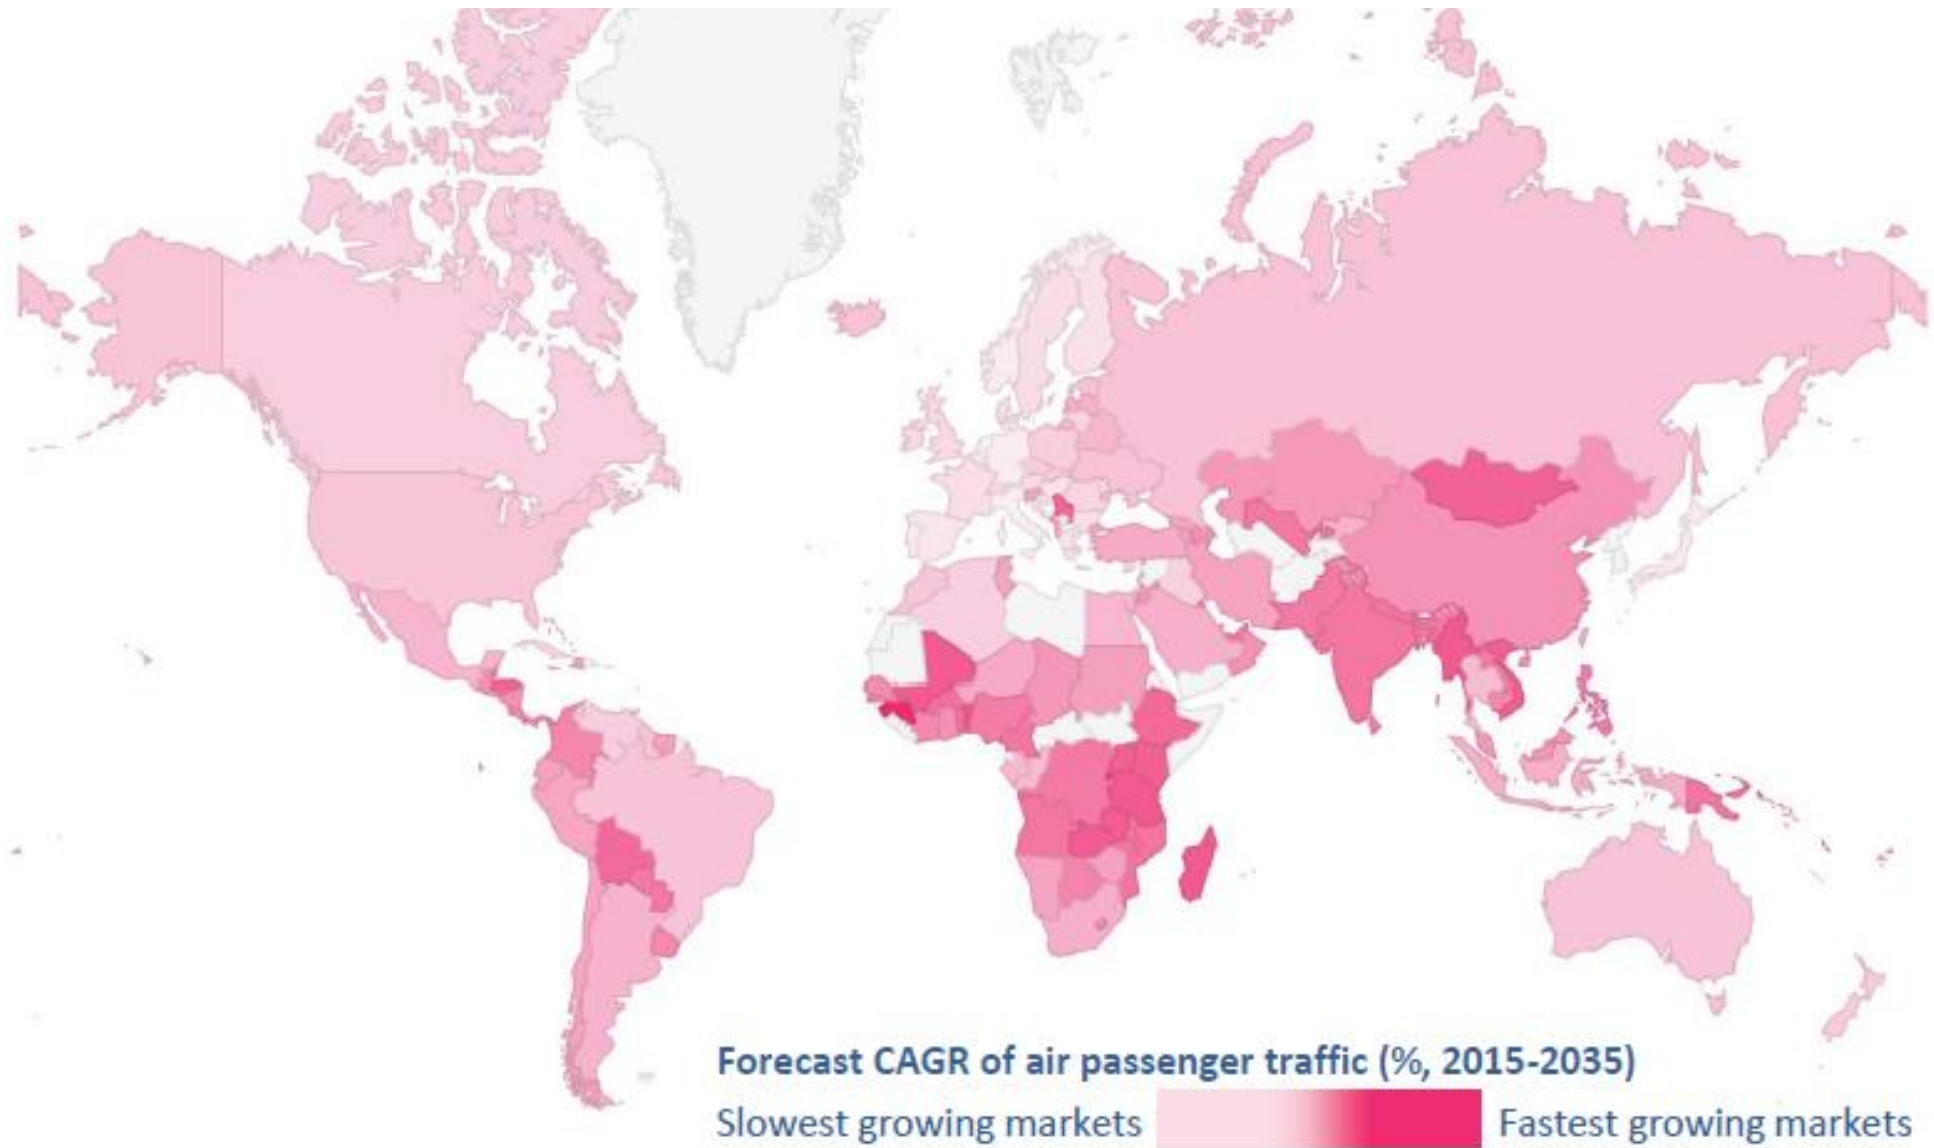 Forecast CAGR of air passenger traffic (%, 2015-2035)
Slowest growing markets Fastest growing markets